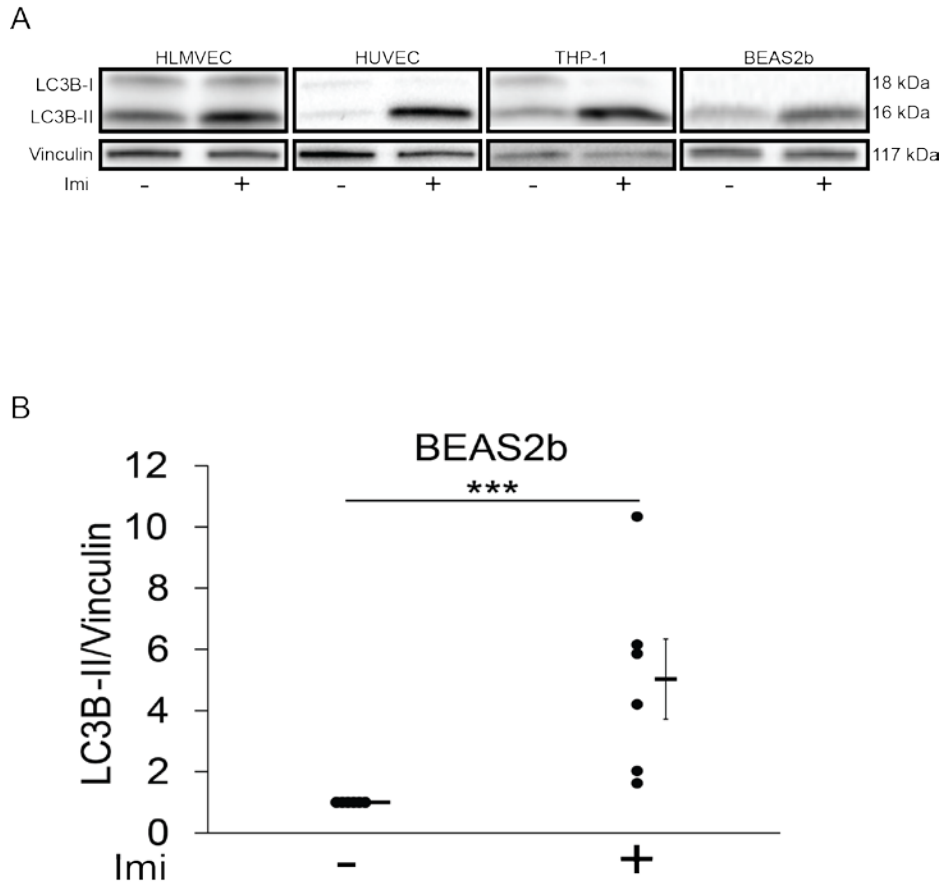 A
HLMVEC HUVEC THP-1 BEAS2b
LC3B-I 18 kDa
LC3B-II 16 kDa
Vinculin 117 kDa
Imi - + - + - + - +
B
BEAS2b
***
12
10
8
6
4
2
0
LC3B-II/Vinculin
Imi - +